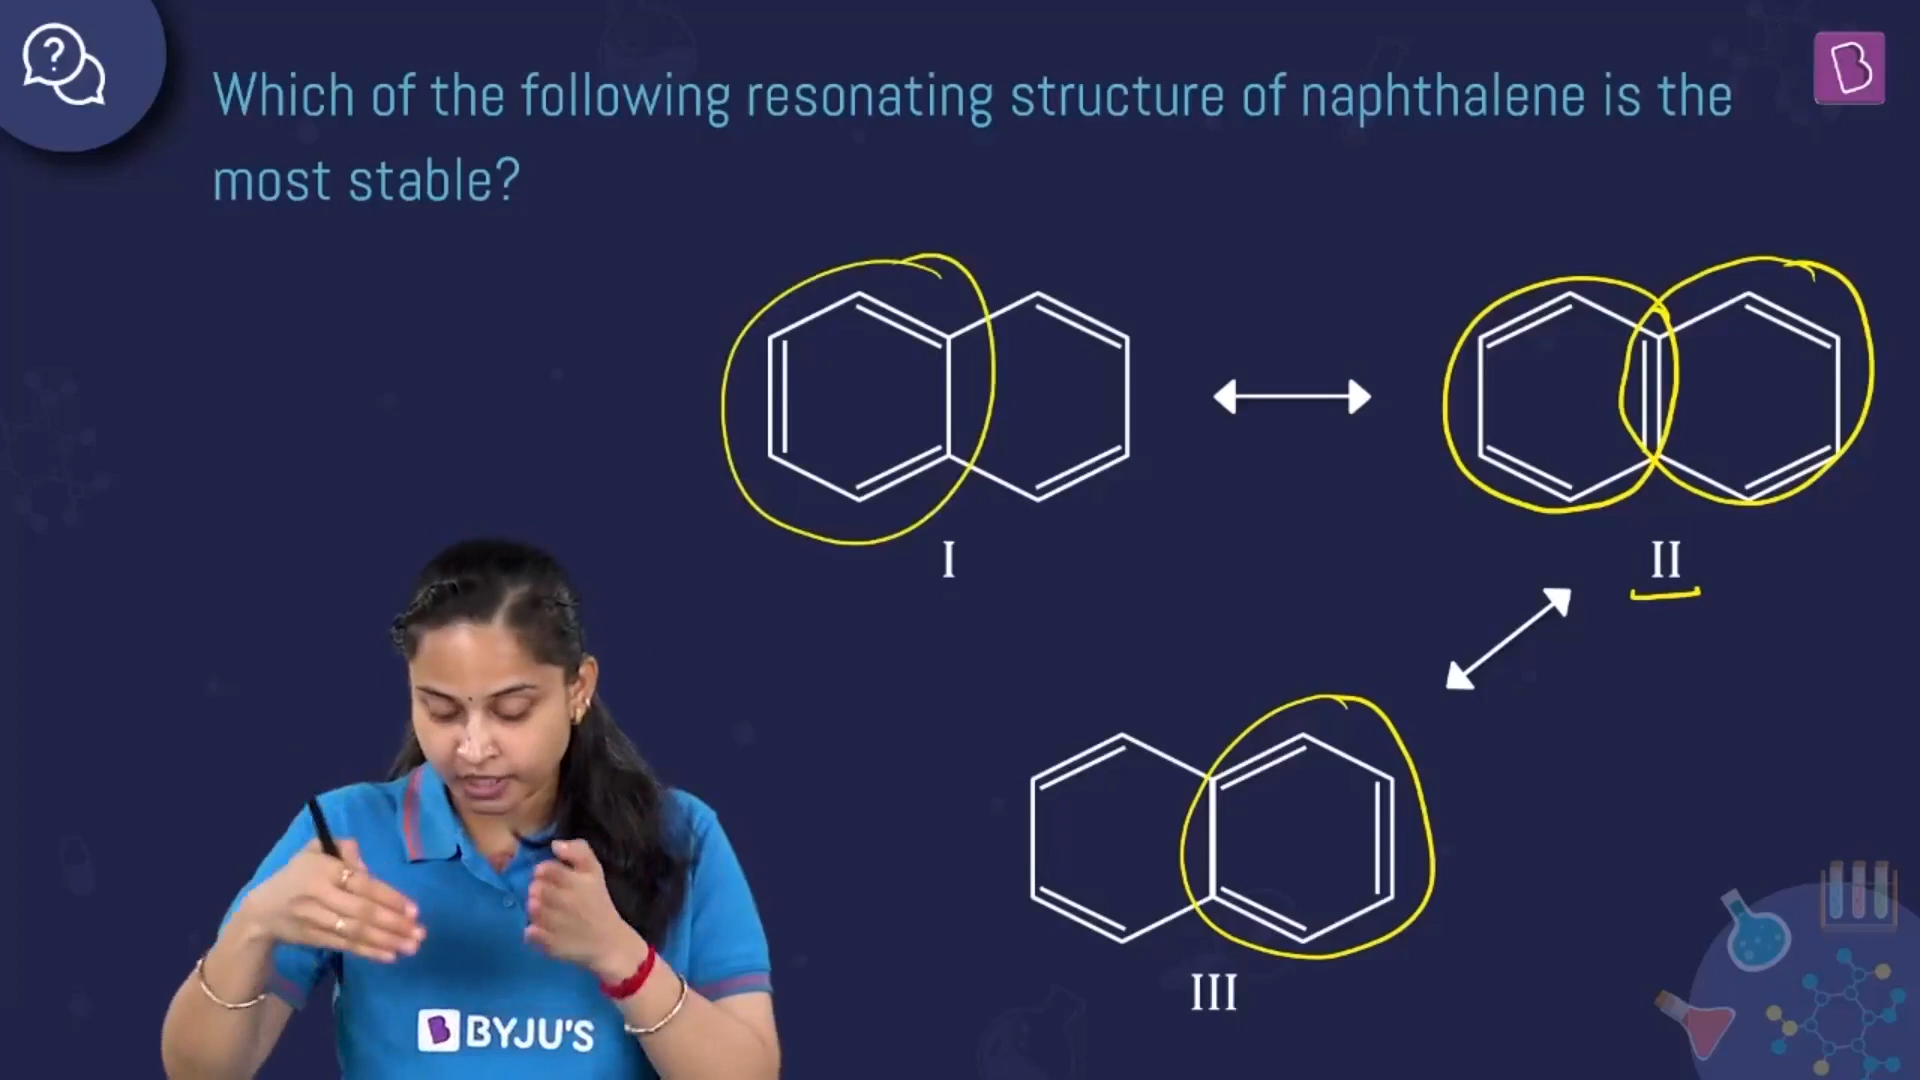 Which of the following resonating structure of naphthalene is the
most stable?
I
II
III
BYJU'S